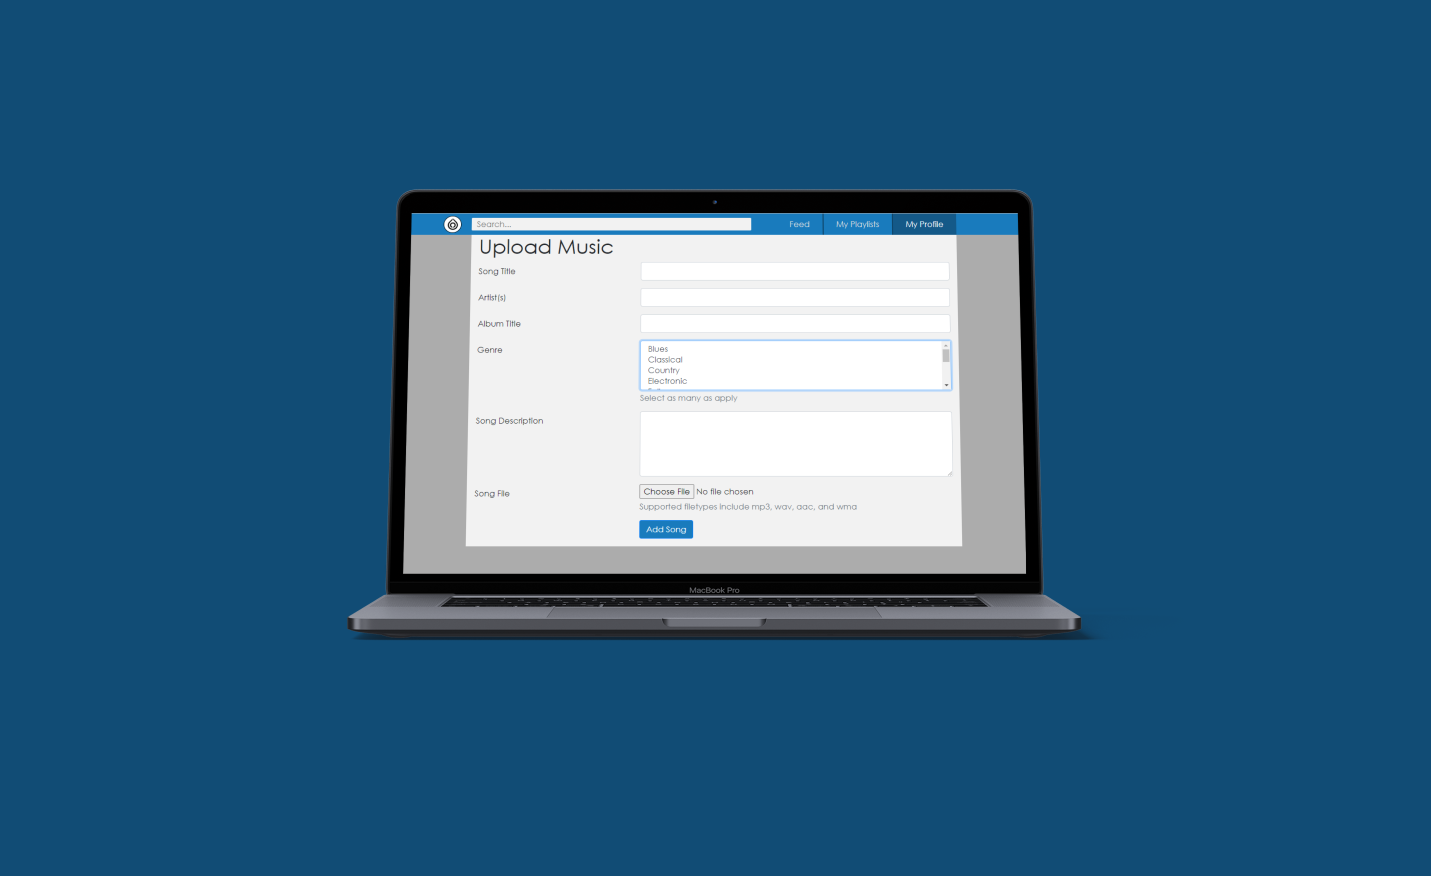 Search...
Feed
My Playlists
My Profile
Upload Music
Song Title
Artist(s)
Album Title
Genre
Blues
Classical
Country
Electronic
Select as many as apply
Song Description
Song File
Choose File No file chosen
Supported filetypes include mp3, wav, aac, and wma
Add Song
MacBook Pro